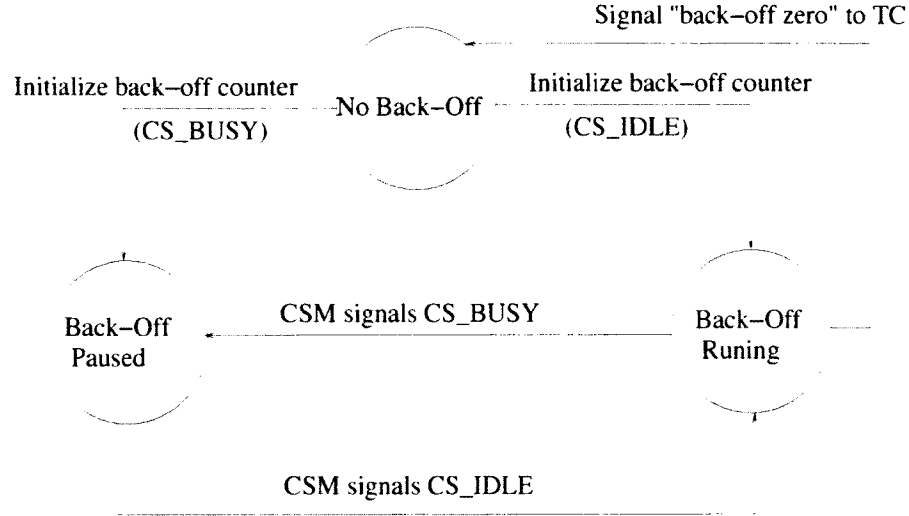 Signal "back–off zero" to TC
Initialize back–off counter
(CS_BUSY)
No Back–Off
Initialize back–off counter
(CS_IDLE)
Back–Off
Paused
CSM signals CS_BUSY
Back–Off
Runing
CSM signals CS_IDLE